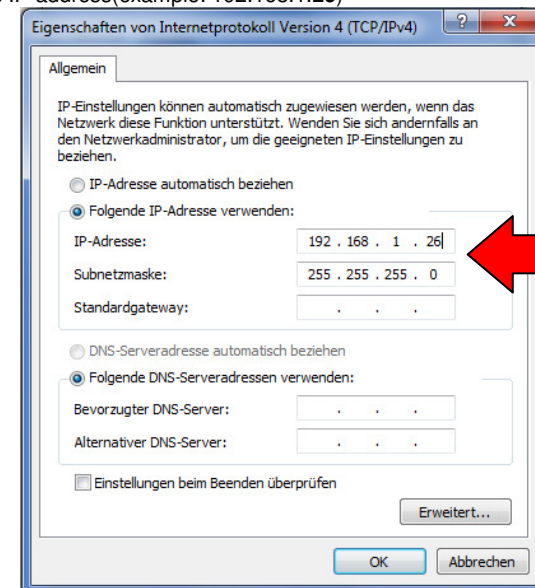 Eigenschaften von Internetprotokoll Version 4 (TCP/IPv4)
Allgemein
IP-Einstellungen können automatisch zugewiesen werden, wenn das
Netzwerk diese Funktion unterstützt. Wenden Sie sich andernfalls an
den Netzwerkadministrator, um die geeigneten IP-Einstellungen zu
beziehen.
IP-Adresse automatisch beziehen
Folgende IP-Adresse verwenden:
IP-Adresse: 192 . 168 . 1 . 26
Subnetzmaske: 255 . 255 . 255 . 0
Standardgateway: . . .
DNS-Serveradresse automatisch beziehen
Folgende DNS-Serveradressen verwenden:
Bevorzugter DNS-Server: . . .
Alternativer DNS-Server: . . .
Einstellungen beim Beenden überprüfen
Erweitert...
OK Abbrechen